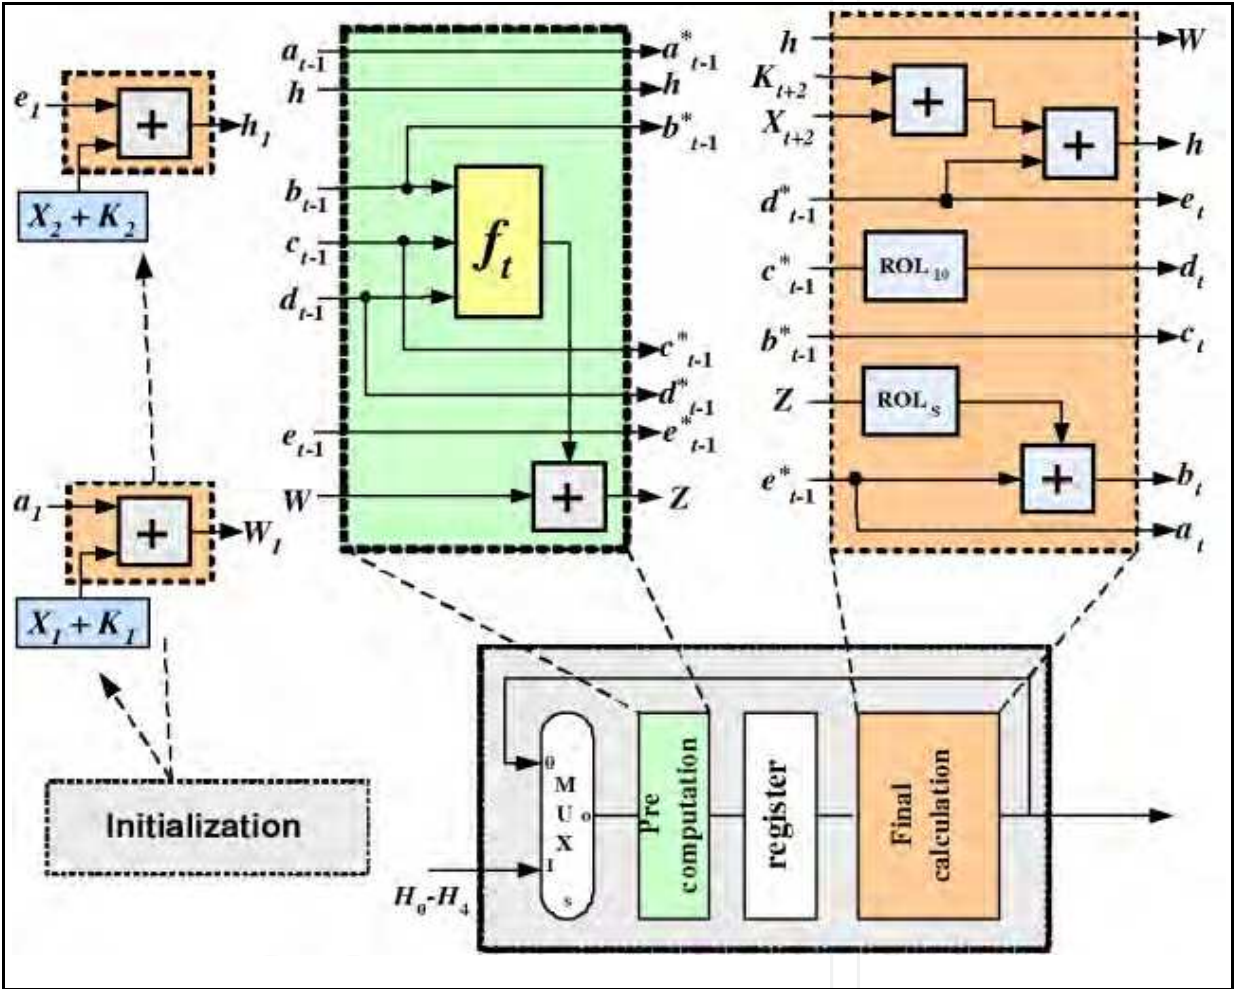 e₁
+
h₁
X₂ + K₂
a₁
+
W₁
X₁ + K₁
Initialization
aₜ₋₁
a*ₜ₋₁
h
h
b*ₜ₋₁
bₜ₋₁
cₜ₋₁
fₜ
dₜ₋₁
c*ₜ₋₁
d*ₜ₋₁
eₜ₋₁
e*ₜ₋₁
W
+
Z
h
W
Kₜ₊₂
+
Xₜ₊₂
+
h
d*ₜ₋₁
eₜ
c*ₜ₋₁
ROL₁₀
dₜ
b*ₜ₋₁
cₜ
Z
ROL S
e*ₜ₋₁
+
bₜ
aₜ
0
M
U
X
o
1
s
H₀-H₄
Pre
computation
register
Final
calculation